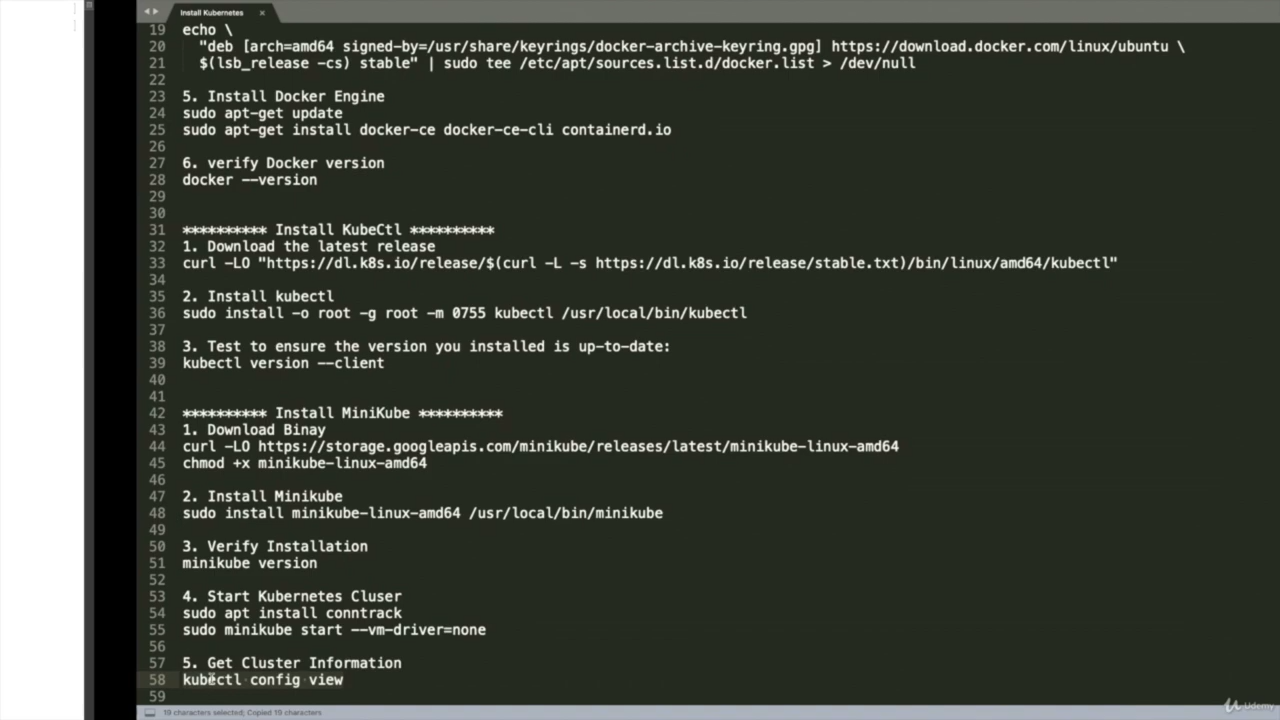 Install Kubernetes
19 echo \
20 "deb [arch=amd64 signed-by=/usr/share/keyrings/docker-archive-keyring.gpg] https://download.docker.com/linux/ubuntu \
21 $(lsb_release -cs) stable" | sudo tee /etc/apt/sources.list.d/docker.list > /dev/null
22
23 5. Install Docker Engine
24 sudo apt-get update
25 sudo apt-get install docker-ce docker-ce-cli containerd.io
26
27 6. verify Docker version
28 docker --version
29
30
31 ********** Install KubeCtl **********
32 1. Download the latest release
33 curl -LO "https://dl.k8s.io/release/$(curl -L -s https://dl.k8s.io/release/stable.txt)/bin/linux/amd64/kubectl"
34
35 2. Install kubectl
36 sudo install -o root -g root -m 0755 kubectl /usr/local/bin/kubectl
37
38 3. Test to ensure the version you installed is up-to-date:
39 kubectl version --client
40
41
42 ********** Install MiniKube **********
43 1. Download Binay
44 curl -LO https://storage.googleapis.com/minikube/releases/latest/minikube-linux-amd64
45 chmod +x minikube-linux-amd64
46
47 2. Install Minikube
48 sudo install minikube-linux-amd64 /usr/local/bin/minikube
49
50 3. Verify Installation
51 minikube version
52
53 4. Start Kubernetes Cluser
54 sudo apt install conntrack
55 sudo minikube start --vm-driver=none
56
57 5. Get Cluster Information
58 kubectl config view
59
19 characters selected; Copied 19 characters
Udemy